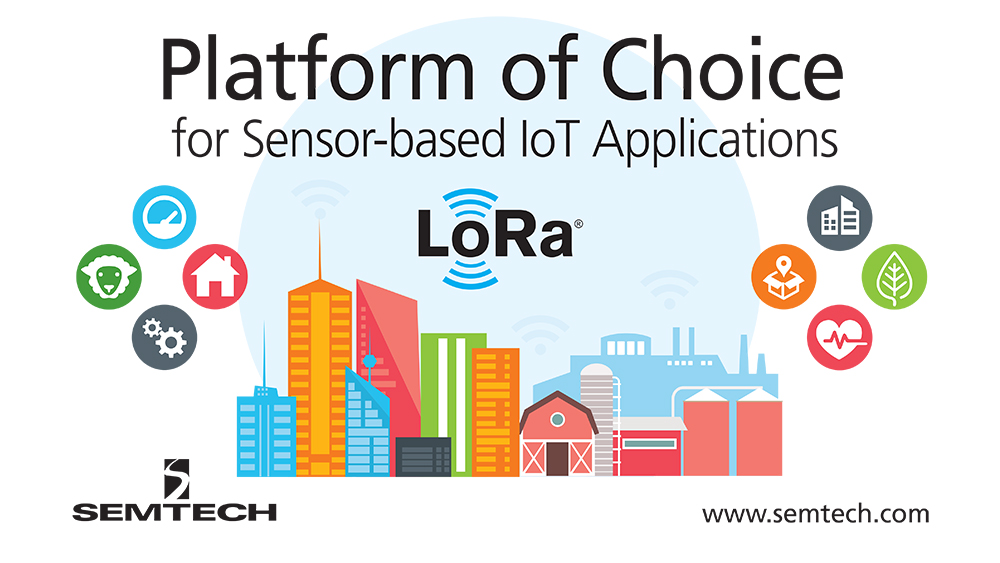 Platform of Choice
for Sensor-based IoT Applications
LoRa®
SEMTECH
www.semtech.com